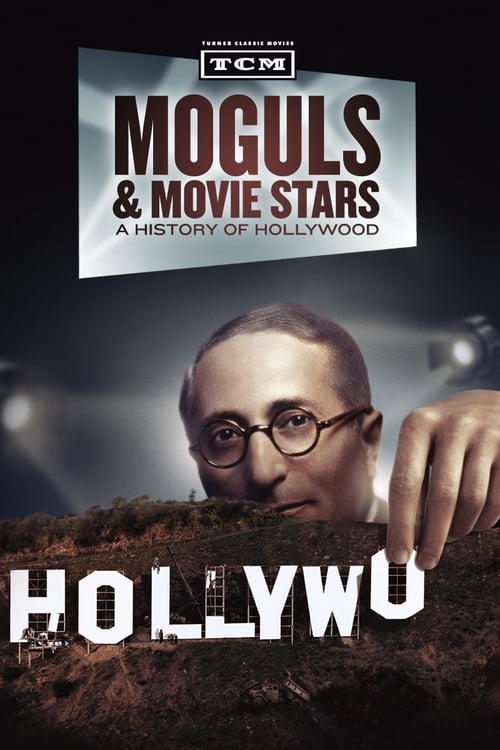 TURNER CLASSIC MOVIES
TCM
MOGULS
& MOVIE STARS
A HISTORY OF HOLLYWOOD
HOLLYWO